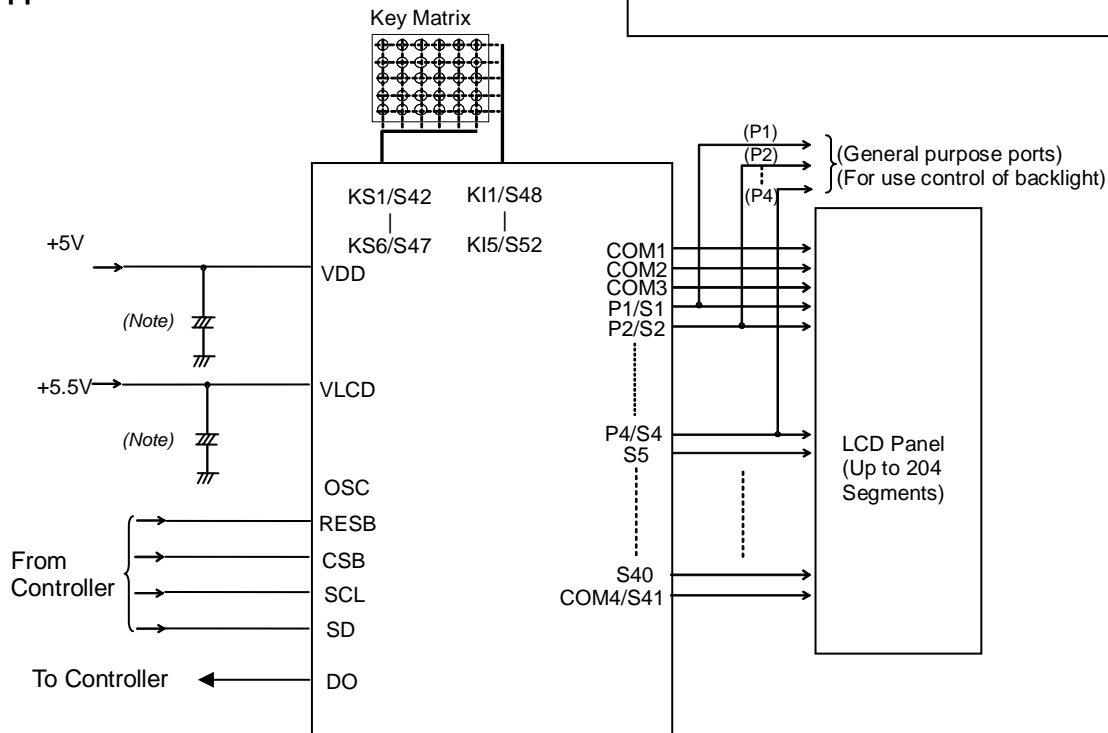 Key Matrix
(P1)
(P2)
(P4)
(General purpose ports)
(For use control of backlight)
KS1/S42
|
KS6/S47
KI1/S48
|
KI5/S52
+5V
VDD
(Note)
+5.5V
VLCD
(Note)
OSC
RESB
CSB
SCL
SD
DO
From
Controller
To Controller
COM1
COM2
COM3
P1/S1
P2/S2
P4/S4
S5
S40
COM4/S41
LCD Panel
(Up to 204
Segments)